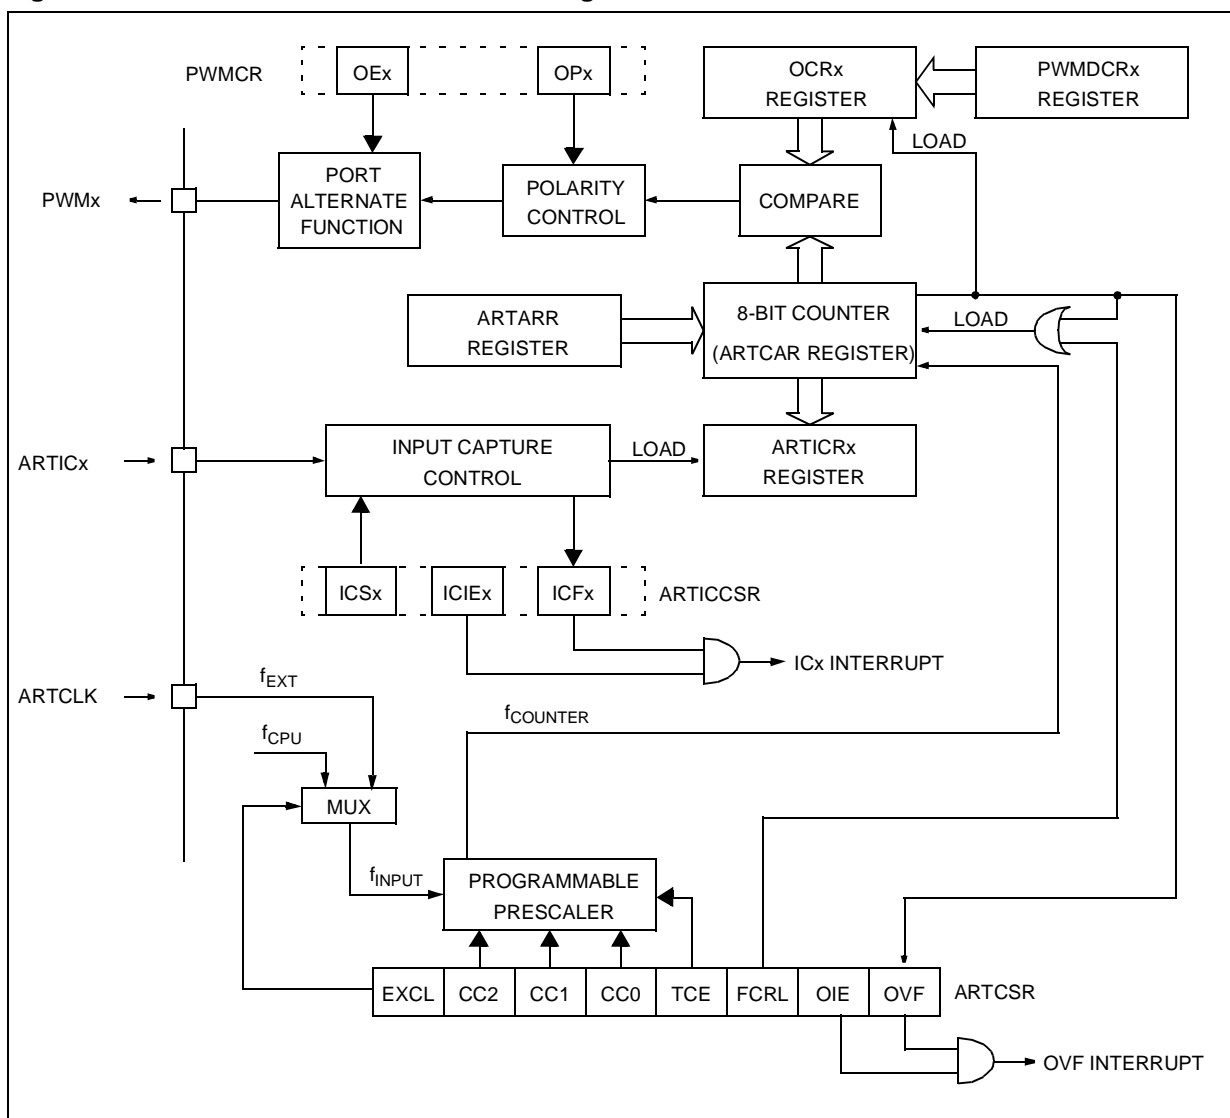 PWMCR
OEx
OPx
OCRx
REGISTER
PWMDCRx
REGISTER
LOAD
PWMx
PORT
ALTERNATE
FUNCTION
POLARITY
CONTROL
COMPARE
ARTARR
REGISTER
8-BIT COUNTER
(ARTCAR REGISTER)
LOAD
ARTICx
INPUT CAPTURE
CONTROL
LOAD
ARTICRx
REGISTER
ICSx
ICIEx
ICFx
ARTICCSR
ICx INTERRUPT
ARTCLK
fEXT
fCPU
fCOUNTER
MUX
fINPUT
PROGRAMMABLE
PRESCALER
EXCL
CC2
CC1
CC0
TCE
FCRL
OIE
OVF
ARTCSR
OVF INTERRUPT